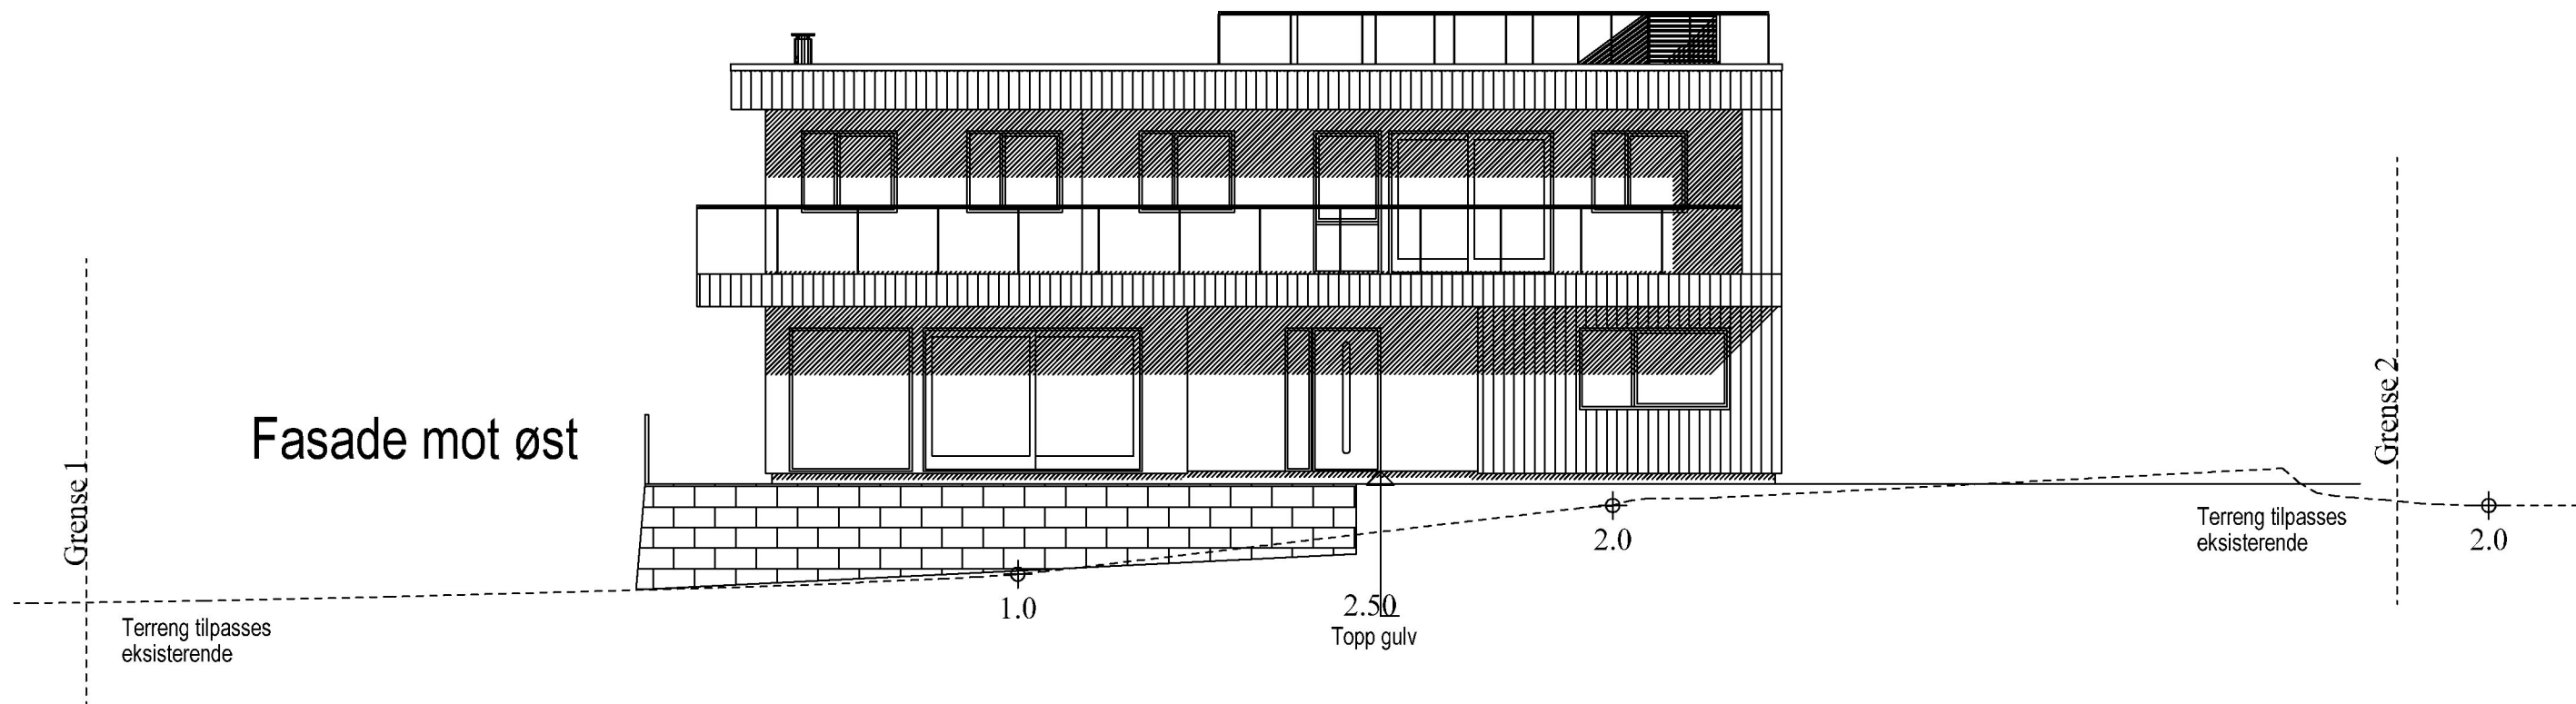 Fasade mot øst
Grense 1
Grense 2
Terreng tilpasses
eksisterende
1.0
2.50
Topp gulv
2.0
Terreng tilpasses
eksisterende
2.0